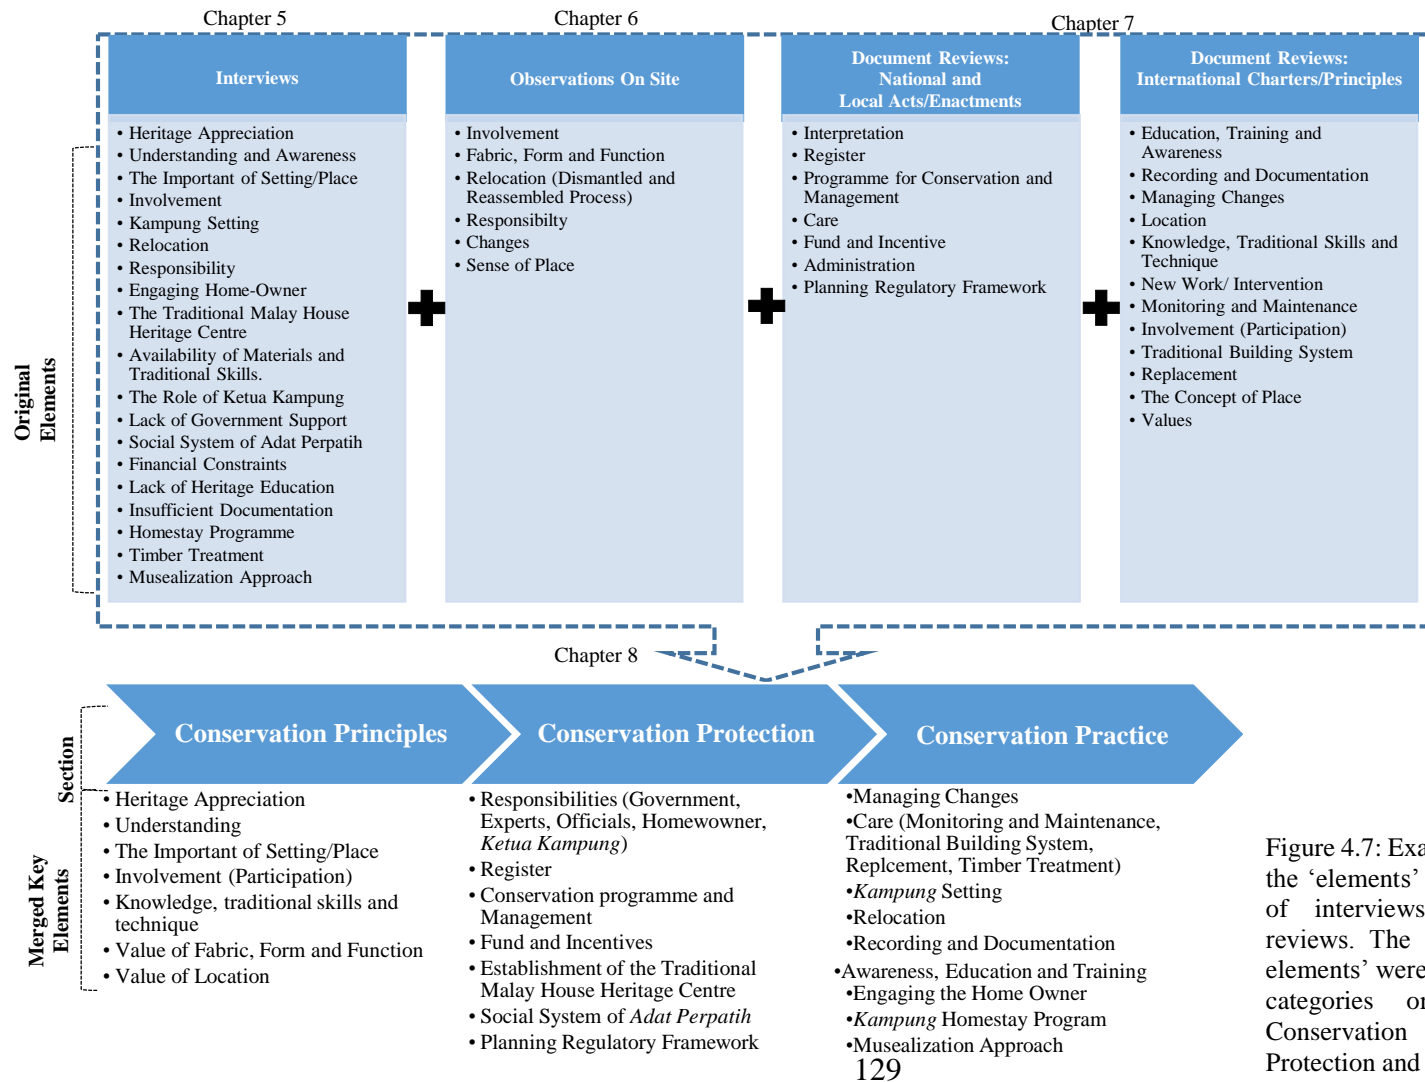 Chapter 5
Chapter 6
Chapter 7
Interviews
Observations On Site
Document Reviews:
National and
Local Acts/Enactments
Document Reviews:
International Charters/Principles
Original
Elements
• Heritage Appreciation
• Understanding and Awareness
• The Important of Setting/Place
• Involvement
• Kampung Setting
• Relocation
• Responsibility
• Engaging Home-Owner
• The Traditional Malay House
Heritage Centre
• Availability of Materials and
Traditional Skills.
• The Role of Ketua Kampung
• Lack of Government Support
• Social System of Adat Perpatih
• Financial Constraints
• Lack of Heritage Education
• Insufficient Documentation
• Homestay Programme
• Timber Treatment
• Musealization Approach
• Involvement
• Fabric, Form and Function
• Relocation (Dismantled and
Reassembled Process)
• Responsibilty
• Changes
• Sense of Place
• Interpretation
• Register
• Programme for Conservation and
Management
• Care
• Fund and Incentive
• Administration
• Planning Regulatory Framework
• Education, Training and
Awareness
• Recording and Documentation
• Managing Changes
• Location
• Knowledge, Traditional Skills and
Technique
• New Work/ Intervention
• Monitoring and Maintenance
• Involvement (Participation)
• Traditional Building System
• Replacement
• The Concept of Place
• Values
Chapter 8
Section
Conservation Principles
Conservation Protection
Conservation Practice
Merged Key
Elements
• Heritage Appreciation
• Understanding
• The Important of Setting/Place
• Involvement (Participation)
• Knowledge, traditional skills and
technique
• Value of Fabric, Form and Function
• Value of Location
• Responsibilities (Government,
Experts, Officials, Homewowner,
Ketua Kampung)
• Register
• Conservation programme and
Management
• Fund and Incentives
• Establishment of the Traditional
Malay House Heritage Centre
• Social System of Adat Perpatih
• Planning Regulatory Framework
•Managing Changes
•Care (Monitoring and Maintenance,
Traditional Building System,
Replcement, Timber Treatment)
•Kampung Setting
•Relocation
•Recording and Documentation
•Awareness, Education and Training
•Engaging the Home Owner
•Kampung Homestay Program
•Musealization Approach
Figure 4.7: Exa
the ‘elements’
of interviews
reviews. The
elements’ were
categories or
Conservation
Protection and
129